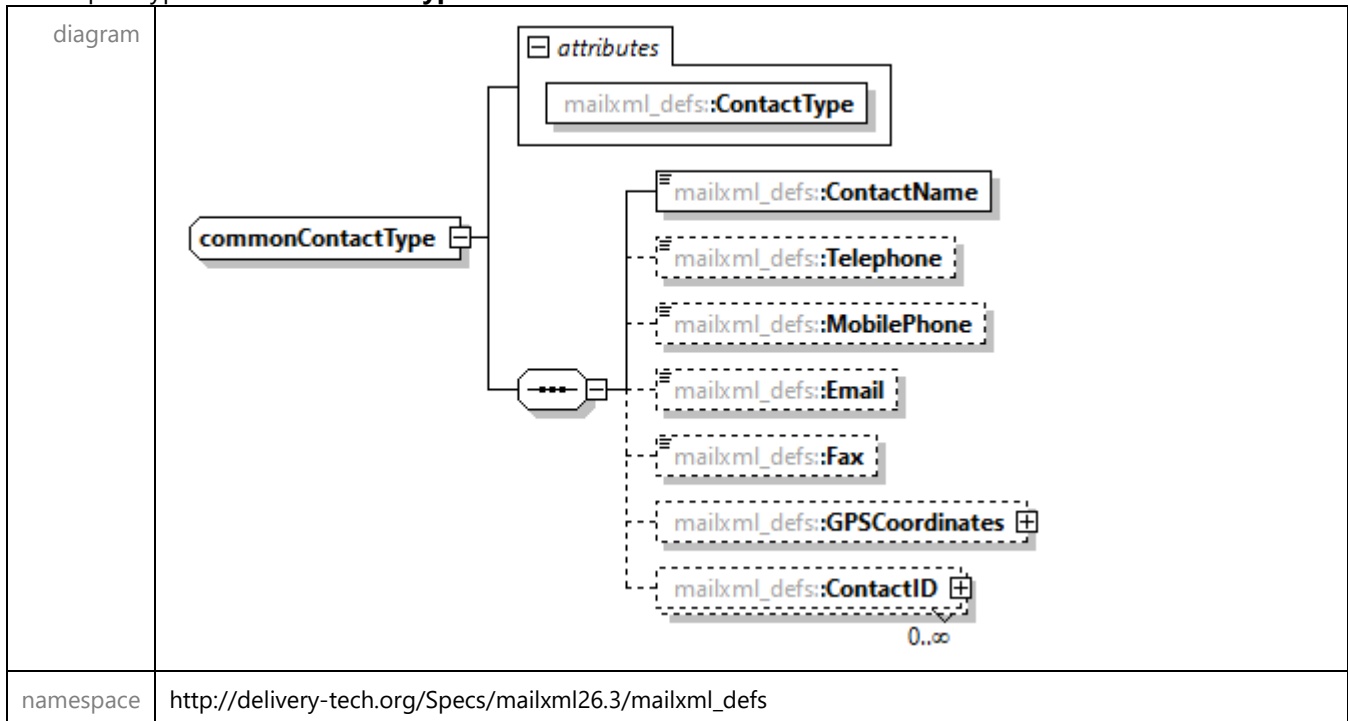 diagram
attributes
mailxml_defs::ContactType
mailxml_defs::ContactName
commonContactType
mailxml_defs::Telephone
mailxml_defs::MobilePhone
mailxml_defs::Email
mailxml_defs::Fax
mailxml_defs::GPSCoordinates
mailxml_defs::ContactID
0..∞
namespace http://delivery-tech.org/Specs/mailxml26.3/mailxml_defs